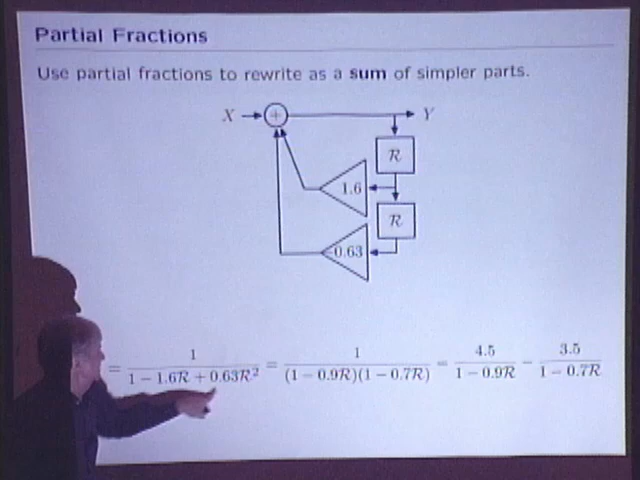 Partial Fractions
Use partial fractions to rewrite as a sum of simpler parts.
X + Y
R
1.6
R
−0.63
= 1 / (1 − 1.6R + 0.63R²) = 1 / ((1 − 0.9R)(1 − 0.7R)) = 4.5 / (1 − 0.9R) − 3.5 / (1 − 0.7R)